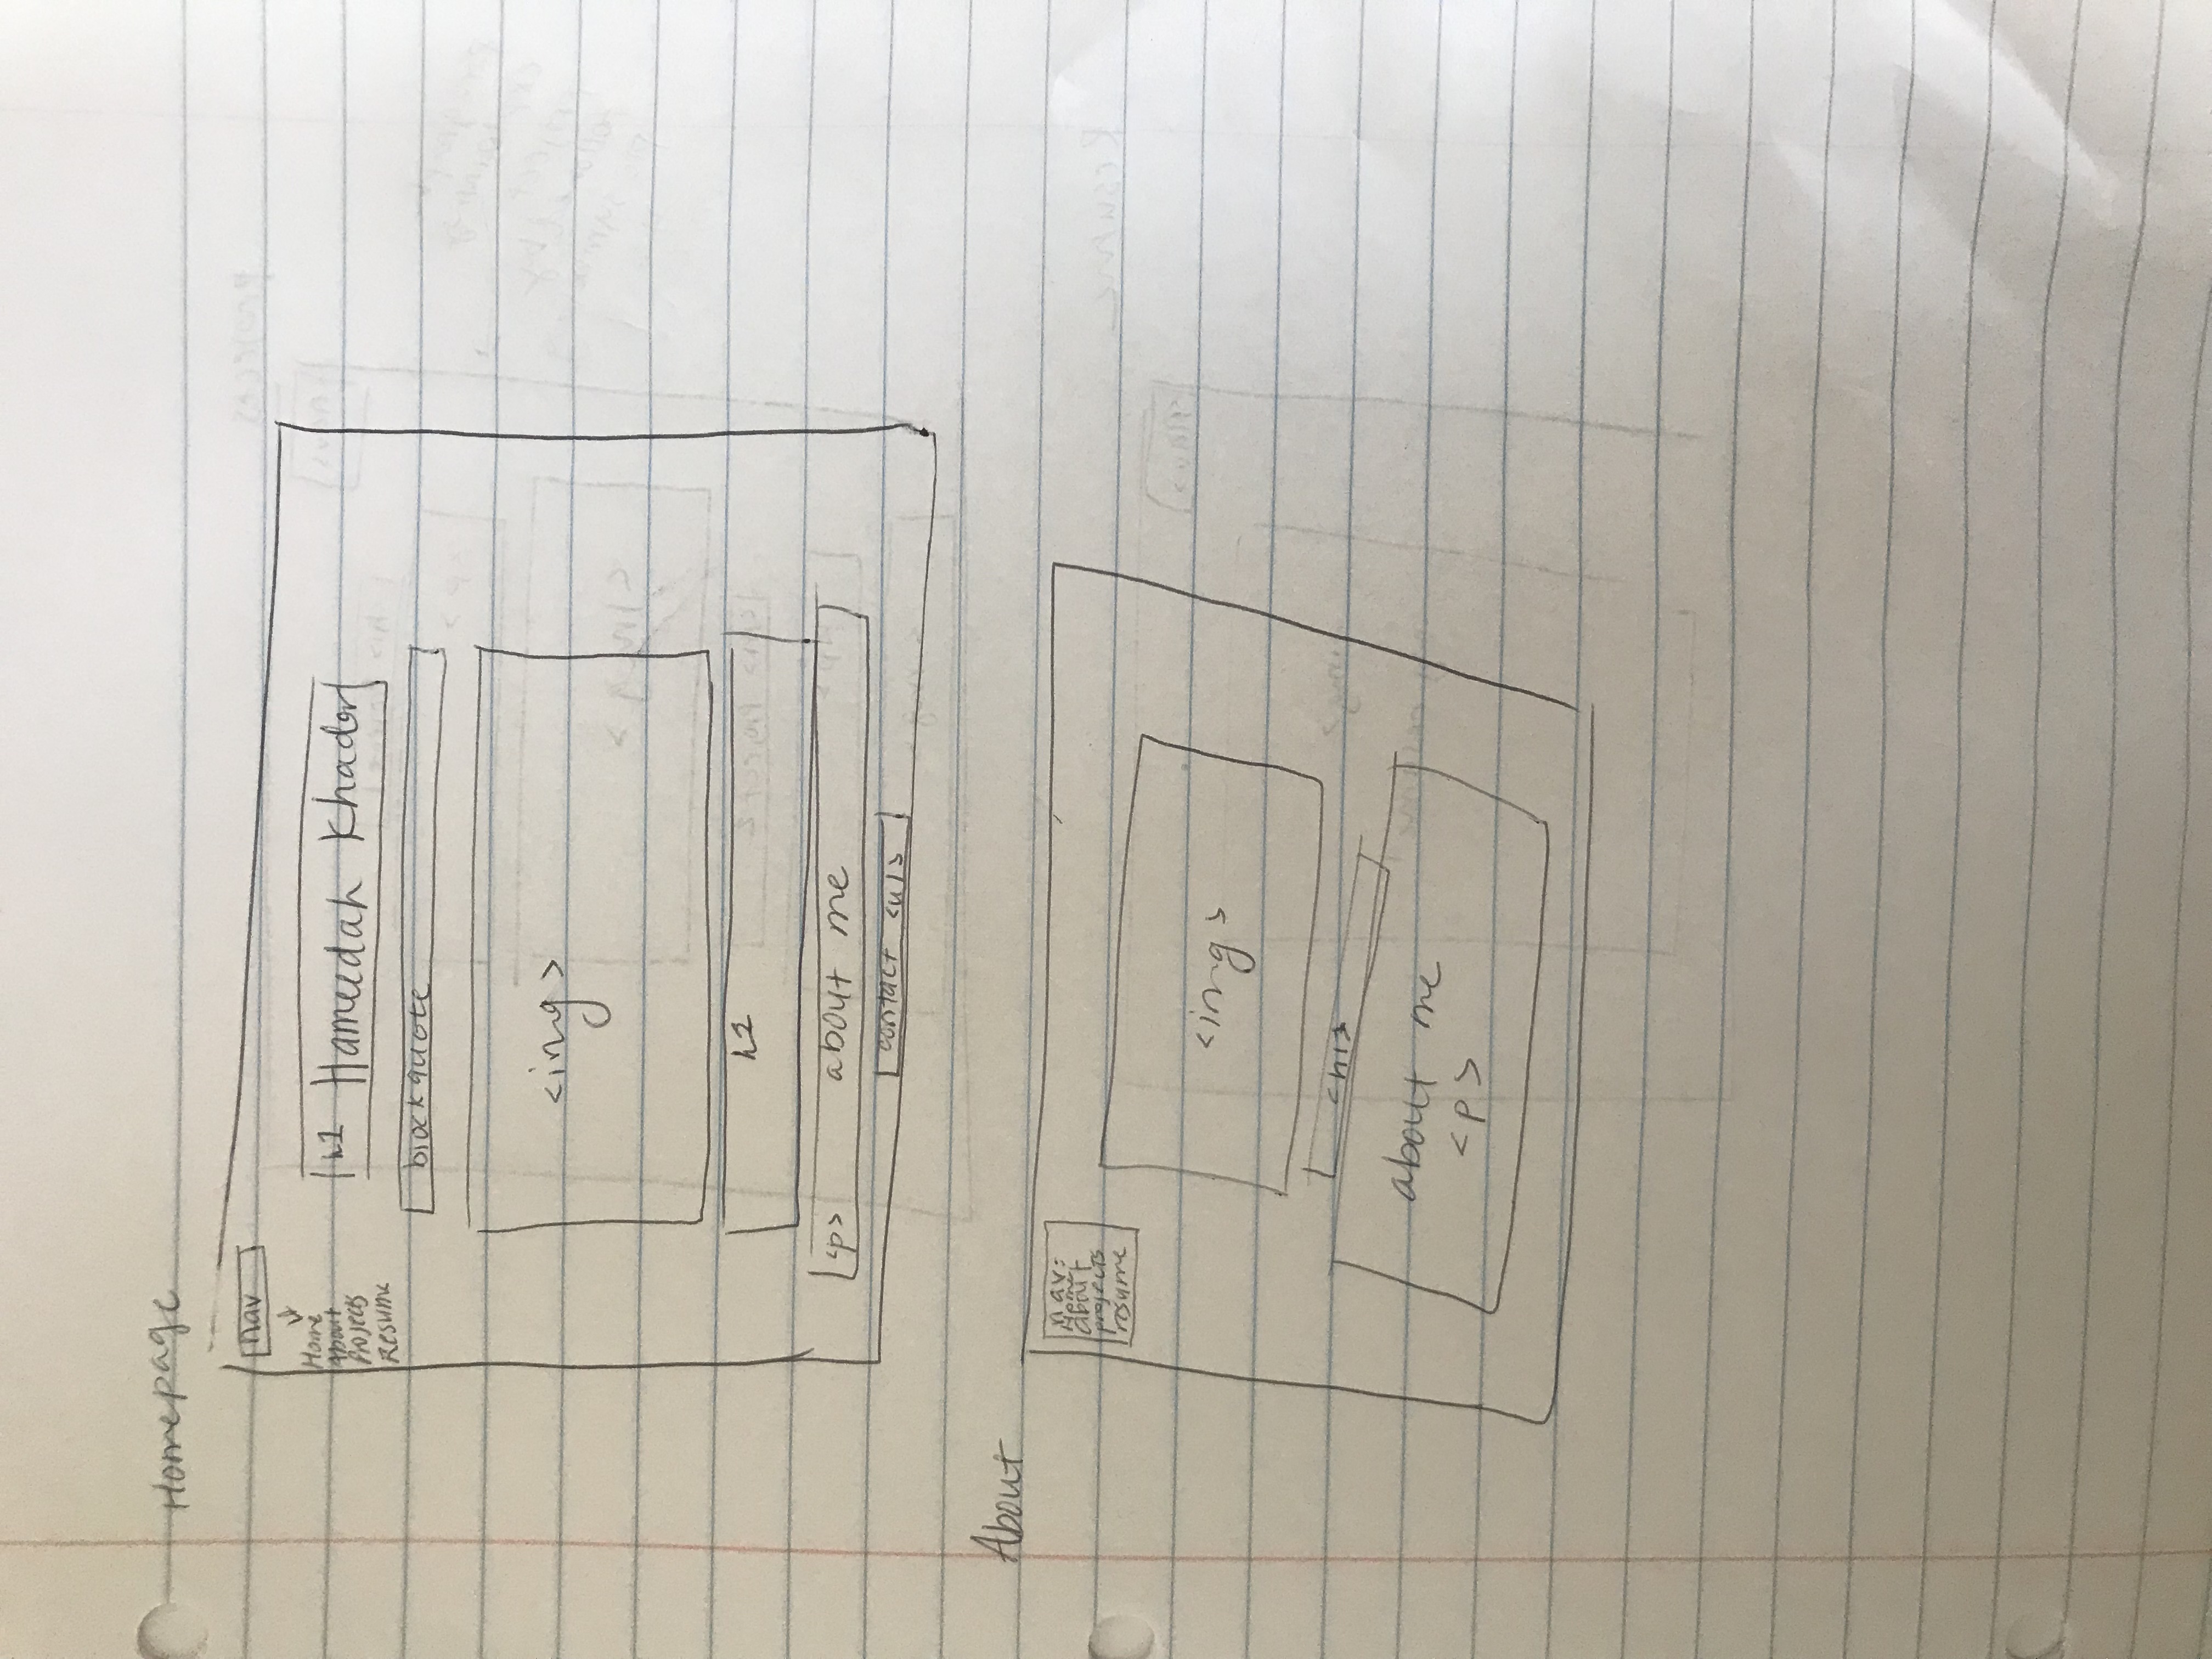 Homepage
nav
Home
About
Projects
Resume
h1 Hameedah Khader
blockquote
<img>
h2
<p> about me
contact <ul>
About
nav:
Home
about
projects
resume
<img>
<h1>
about me
<p>